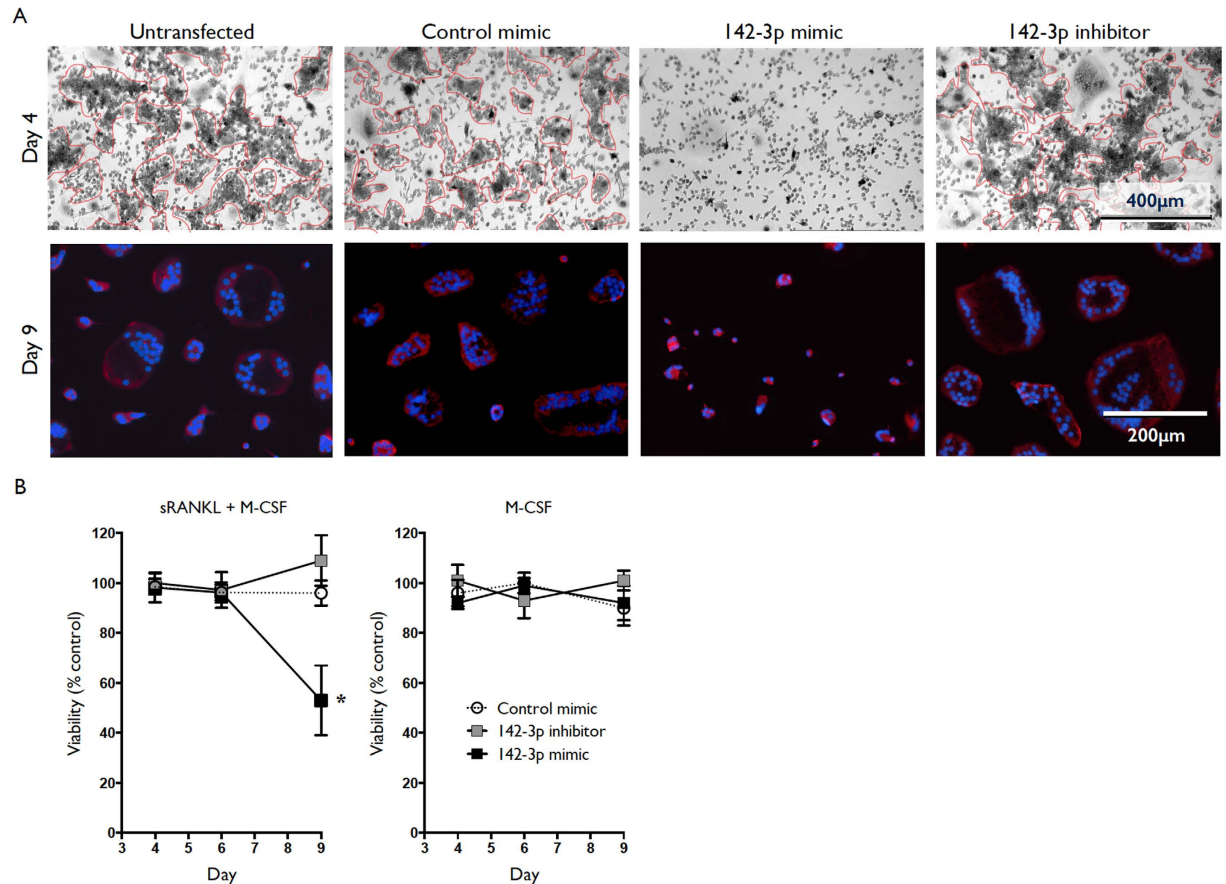 A
Untransfected
Control mimic
142-3p mimic
142-3p inhibitor
Day 4
400µm
Day 9
200µm
B
sRANKL + M-CSF
M-CSF
Viability (% control)
120
100
80
60
40
20
0
*
3 4 5 6 7 8 9
Day
Viability (% control)
120
100
80
60
40
20
0
Control mimic
142-3p inhibitor
142-3p mimic
3 4 5 6 7 8 9
Day